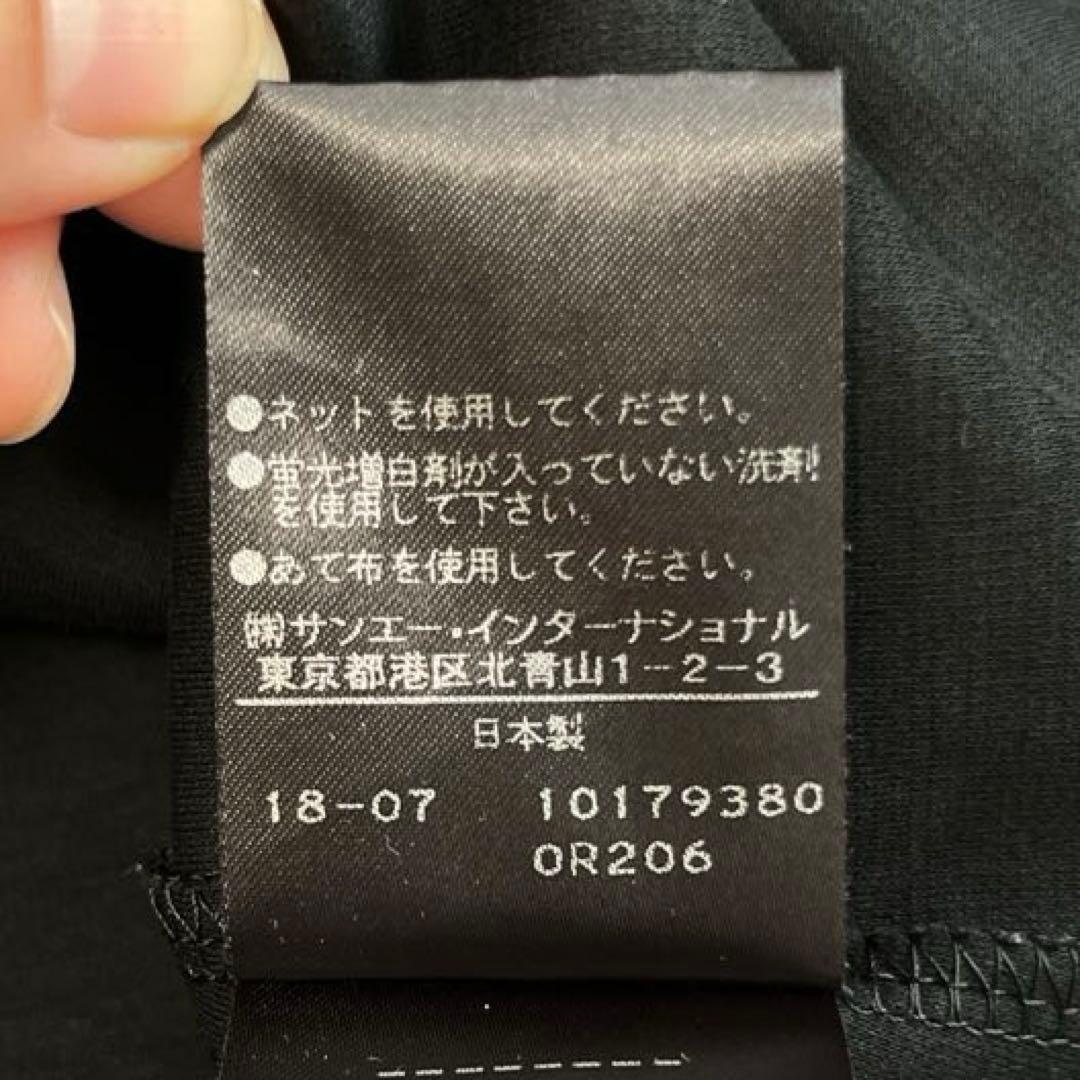 ●ネットを使用してください。
●蛍光増白剤が入っていない洗剤
を使用して下さい。
●あて布を使用してください。
㈱サンエー・インターナショナル
東京都港区北青山1-2-3
日本製
18-07 10179380
0R206